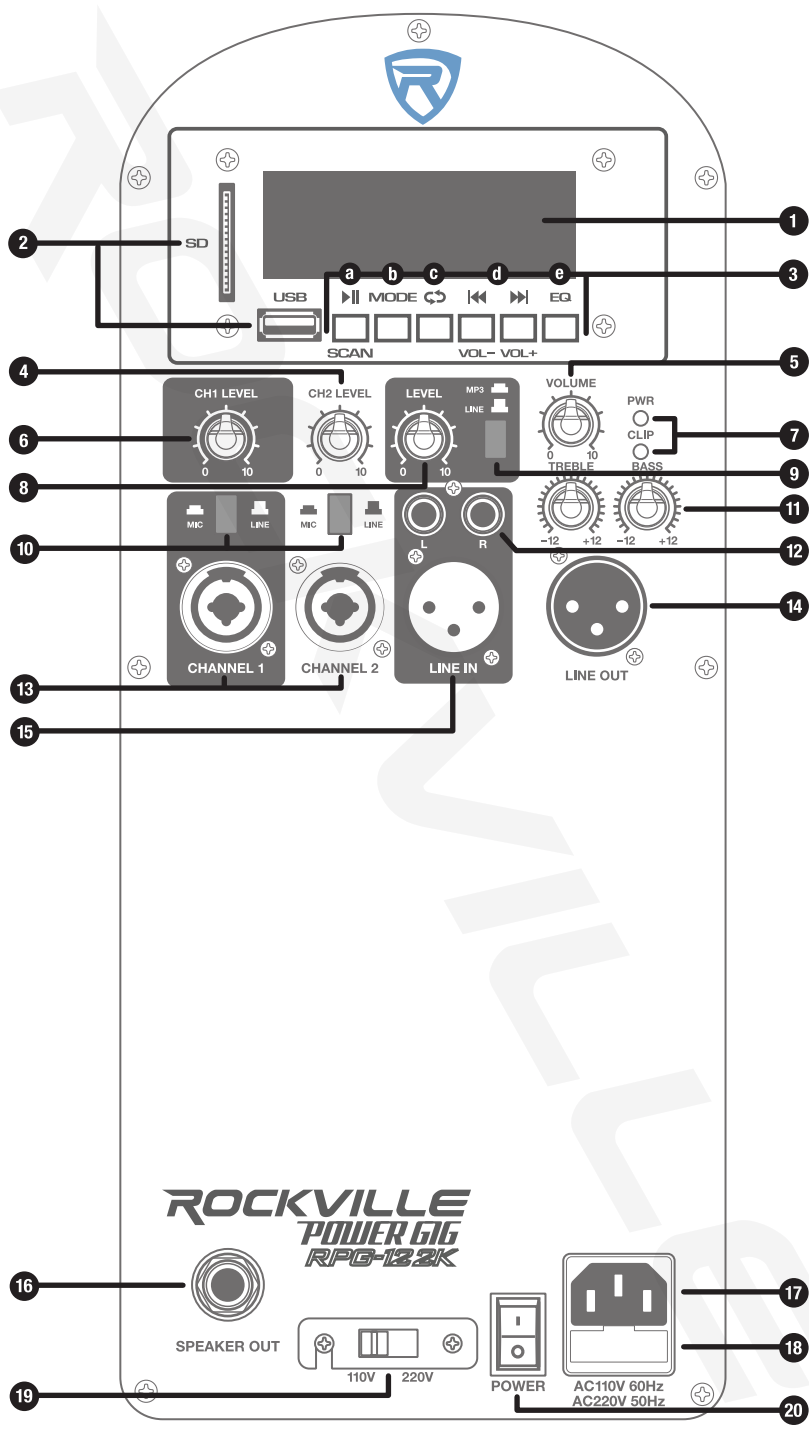 R
1
2
SD
a b c d e
3
USB
MODE
EQ
SCAN
VOL- VOL+
4
5
CH1 LEVEL
CH2 LEVEL
LEVEL
MP3
LINE
VOLUME
PWR
CLIP
6
7
0 10
0 10
0 10
0 10
8
9
TREBLE
BASS
-12 +12
-12 +12
11
MIC
LINE
MIC
LINE
10
L
R
12
14
CHANNEL 1
CHANNEL 2
LINE IN
LINE OUT
13
15
ROCKVILLE
ROCKVILLE
POWER GIG
RPG-122K
16
17
SPEAKER OUT
18
110V 220V
POWER
AC110V 60Hz
AC220V 50Hz
19
20